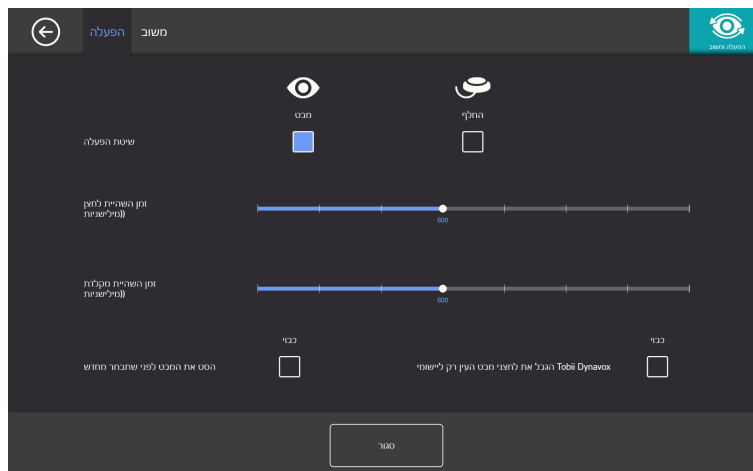 הפעלה
משוב
הפעלה ומשוב
מבט
החלף
שיטת הפעלה
זמן השהיית לחצן
((מילישניות
600
זמן השהיית מקלדת
((מילישניות
600
כבוי
כבוי
הסט את המבט לפני שתבחר מחדש
Tobii Dynavox הגבל את לחצני מבט העין רק ליישומי
סגור